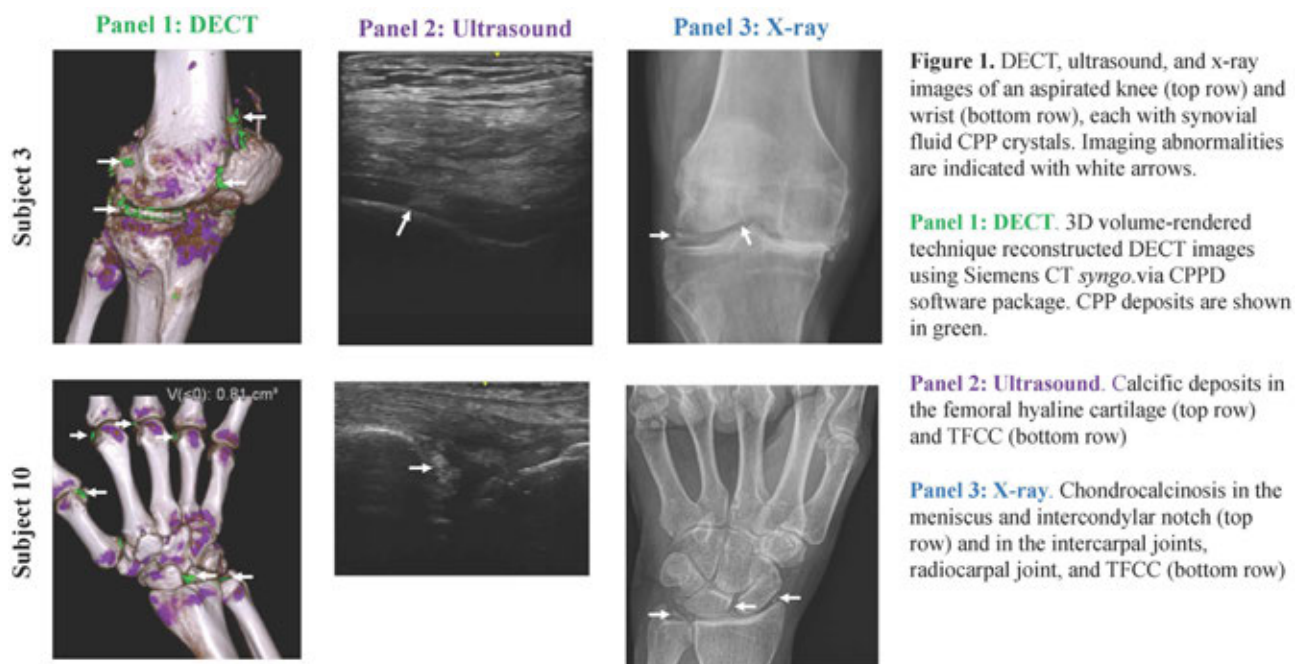 Panel 1: DECT
Panel 2: Ultrasound
Panel 3: X-ray
Subject 3
Subject 10
V(≤0): 0.81 cm³
Figure 1. DECT, ultrasound, and x-ray
images of an aspirated knee (top row) and
wrist (bottom row), each with synovial
fluid CPP crystals. Imaging abnormalities
are indicated with white arrows.
Panel 1: DECT. 3D volume-rendered
technique reconstructed DECT images
using Siemens CT syngo.via CPPD
software package. CPP deposits are shown
in green.
Panel 2: Ultrasound. Calcific deposits in
the femoral hyaline cartilage (top row)
and TFCC (bottom row)
Panel 3: X-ray. Chondrocalcinosis in the
meniscus and intercondylar notch (top
row) and in the intercarpal joints,
radiocarpal joint, and TFCC (bottom row)